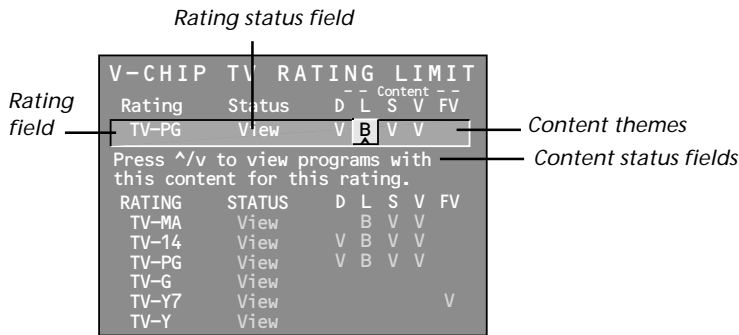 Rating status field
V-CHIP TV RATING LIMIT
-- Content --
Rating Status D L S V FV
Rating
field
TV-PG View V B V V
Content themes
Press ^/v to view programs with
this content for this rating.
Content status fields
RATING STATUS D L S V FV
TV-MA View B V V
TV-14 View V B V V
TV-PG View V B V V
TV-G View
TV-Y7 View V
TV-Y View